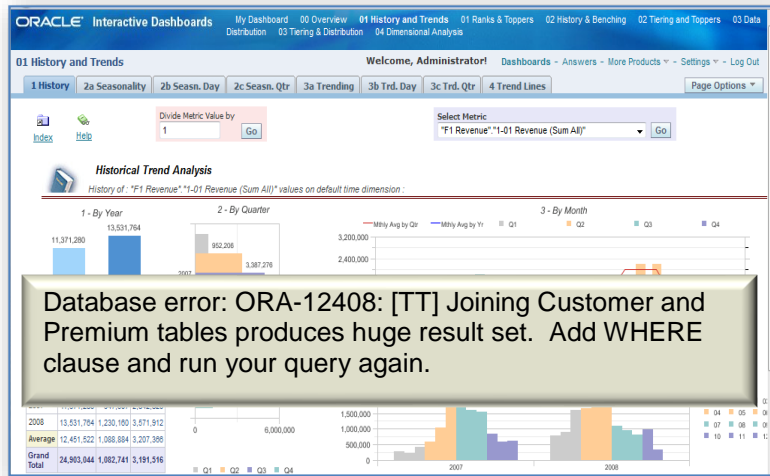 ORACLE Interactive Dashboards
My Dashboard 00 Overview 01 History and Trends 01 Ranks & Toppers 02 History & Benching 02 Tiering and Toppers 03 Data
Distribution 03 Tiering & Distribution 04 Dimensional Analysis
01 History and Trends Welcome, Administrator! Dashboards - Answers - More Products - Settings - Log Out
1 History 2a Seasonality 2b Seasn. Day 2c Seasn. Qtr 3a Trending 3b Trd. Day 3c Trd. Qtr 4 Trend Lines Page Options
Divide Metric Value by Select Metric
1 Go "F1 Revenue"."1-01 Revenue (Sum All)" Go
Index Help
Historical Trend Analysis
History of : "F1 Revenue"."1-01 Revenue (Sum All)" values on default time dimension :
1 - By Year 2 - By Quarter 3 - By Month
Mthly Avg by Qtr Mthly Avg by Yr Q1 Q2 Q3 Q4
13,531,764
11,371,280
3,200,000
952,206
2,400,000
3,387,276
2007
Database error: ORA-12408: [TT] Joining Customer and
Premium tables produces huge result set. Add WHERE
clause and run your query again.
2008 13,531,764 1,230,160 3,571,912
Average 12,451,522 1,088,884 3,207,366
Grand Total 24,903,044 1,082,741 3,191,516
0 6,000,000
Q1 Q2 Q3 Q4
1,500,000
1,000,000
500,000
0
2007 2008
04 05
07 08
10 11